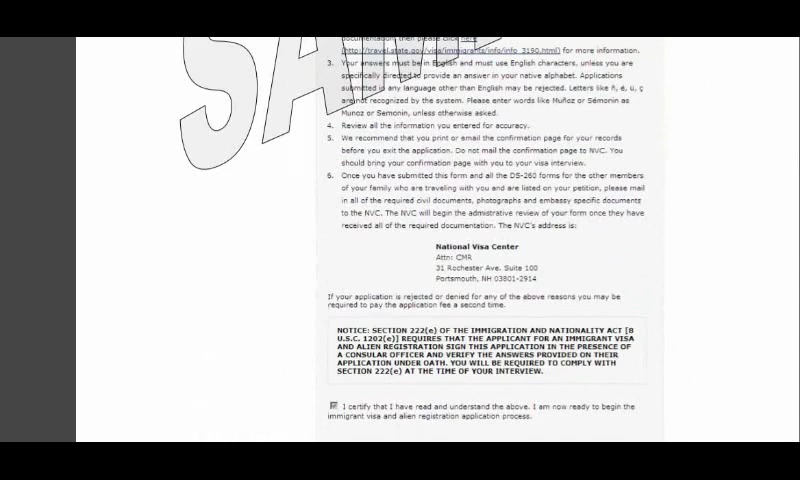 SAMPLE
documentation, then please click here
(http://travel.state.gov/visa/immigrants/info/info_3190.html) for more information.
3. Your answers must be in English and must use English characters, unless you are
specifically directed to provide an answer in your native alphabet. Applications
submitted in any language other than English may be rejected. Letters like ñ, é, ü, ç
are not recognized by the system. Please enter words like Muñoz or Sémonin as
Munoz or Semonin, unless otherwise asked.
4. Review all the information you entered for accuracy.
5. We recommend that you print or email the confirmation page for your records
before you exit the application. Do not mail the confirmation page to NVC. You
should bring your confirmation page with you to your visa interview.
6. Once you have submitted this form and all the DS-260 forms for the other members
of your family who are traveling with you and are listed on your petition, please mail
in all of the required civil documents, photographs and embassy specific documents
to the NVC. The NVC will begin the admistrative review of your form once they have
received all of the required documentation. The NVC's address is:
National Visa Center
Attn: CMR
31 Rochester Ave. Suite 100
Portsmouth, NH 03801-2914
If your application is rejected or denied for any of the above reasons you may be
required to pay the application fee a second time.
NOTICE: SECTION 222(e) OF THE IMMIGRATION AND NATIONALITY ACT [8
U.S.C. 1202(e)] REQUIRES THAT THE APPLICANT FOR AN IMMIGRANT VISA
AND ALIEN REGISTRATION SIGN THIS APPLICATION IN THE PRESENCE OF
A CONSULAR OFFICER AND VERIFY THE ANSWERS PROVIDED ON THEIR
APPLICATION UNDER OATH. YOU WILL BE REQUIRED TO COMPLY WITH
SECTION 222(e) AT THE TIME OF YOUR INTERVIEW.
I certify that I have read and understand the above. I am now ready to begin the
immigrant visa and alien registration application process.